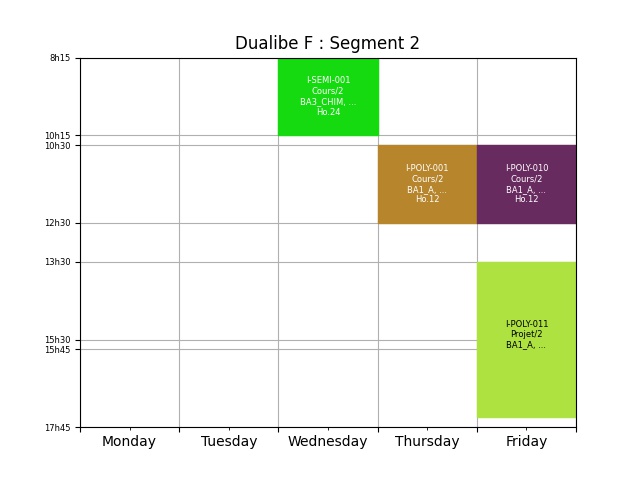 Dualibe F : Segment 2
8h15
I-SEMI-001
Cours/2
BA3_CHIM, ...
Ho.24
10h15
10h30
I-POLY-001
Cours/2
BA1_A, ...
Ho.12
I-POLY-010
Cours/2
BA1_A, ...
Ho.12
12h30
13h30
I-POLY-011
Projet/2
BA1_A, ...
15h30
15h45
17h45
Monday
Tuesday
Wednesday
Thursday
Friday